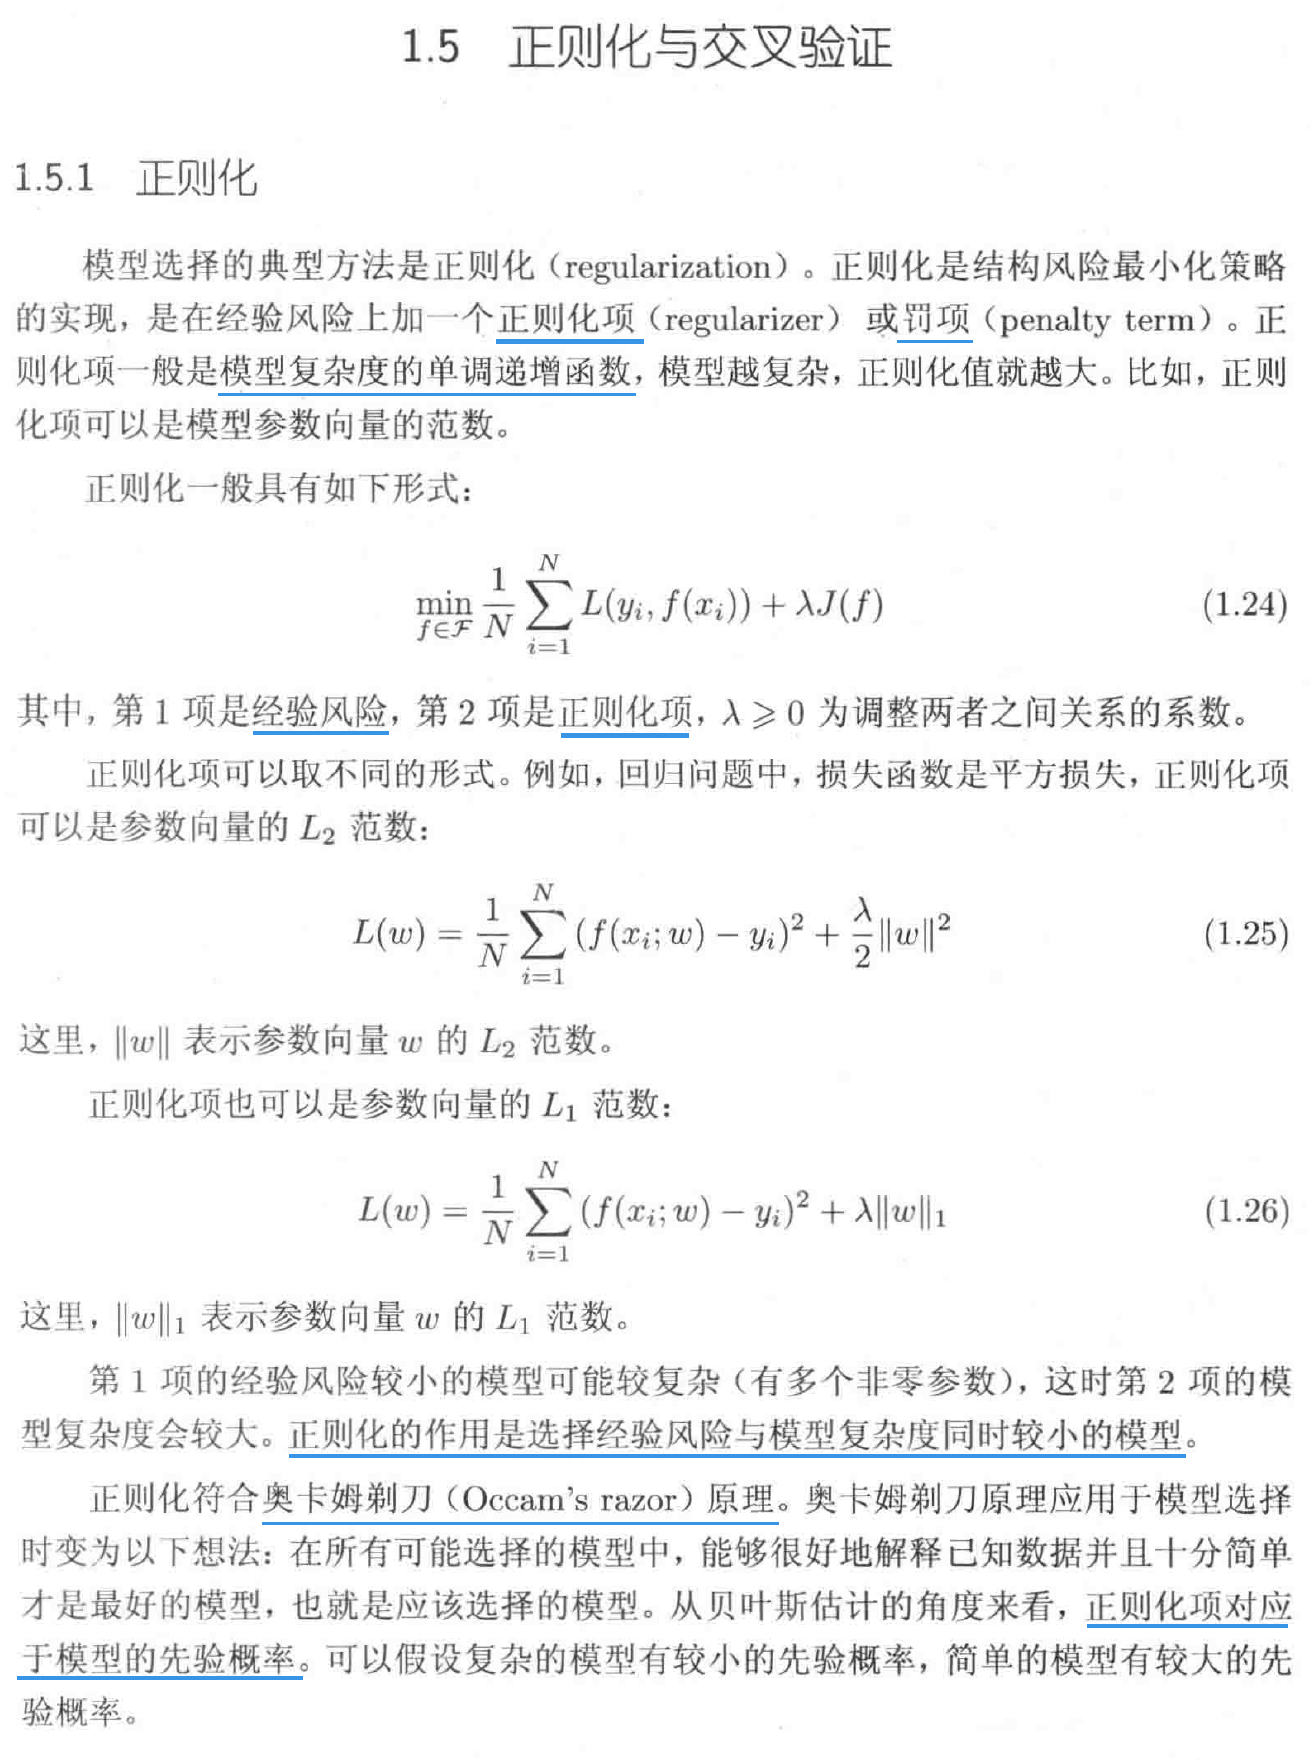 1.5 正则化与交叉验证
1.5.1 正则化
模型选择的典型方法是正则化（regularization）。正则化是结构风险最小化策略
的实现，是在经验风险上加一个正则化项（regularizer）或罚项（penalty term）。正
则化项一般是模型复杂度的单调递增函数，模型越复杂，正则化值就越大。比如，正则
化项可以是模型参数向量的范数。
正则化一般具有如下形式：
\min_{f \in \mathcal{F}} \frac{1}{N} \sum_{i=1}^{N} L(y_i, f(x_i)) + \lambda J(f) (1.24)
其中，第 1 项是经验风险，第 2 项是正则化项，λ ⩾ 0 为调整两者之间关系的系数。
正则化项可以取不同的形式。例如，回归问题中，损失函数是平方损失，正则化项
可以是参数向量的 L₂ 范数：
L(w) = \frac{1}{N} \sum_{i=1}^{N} (f(x_i; w) - y_i)^2 + \frac{\lambda}{2} \|w\|^2 (1.25)
这里，‖w‖ 表示参数向量 w 的 L₂ 范数。
正则化项也可以是参数向量的 L₁ 范数：
L(w) = \frac{1}{N} \sum_{i=1}^{N} (f(x_i; w) - y_i)^2 + \lambda \|w\|_1 (1.26)
这里，‖w‖₁ 表示参数向量 w 的 L₁ 范数。
第 1 项的经验风险较小的模型可能较复杂（有多个非零参数），这时第 2 项的模
型复杂度会较大。正则化的作用是选择经验风险与模型复杂度同时较小的模型。
正则化符合奥卡姆剃刀（Occam's razor）原理。奥卡姆剃刀原理应用于模型选择
时变为以下想法：在所有可能选择的模型中，能够很好地解释已知数据并且十分简单
才是最好的模型，也就是应该选择的模型。从贝叶斯估计的角度来看，正则化项对应
于模型的先验概率。可以假设复杂的模型有较小的先验概率，简单的模型有较大的先
验概率。